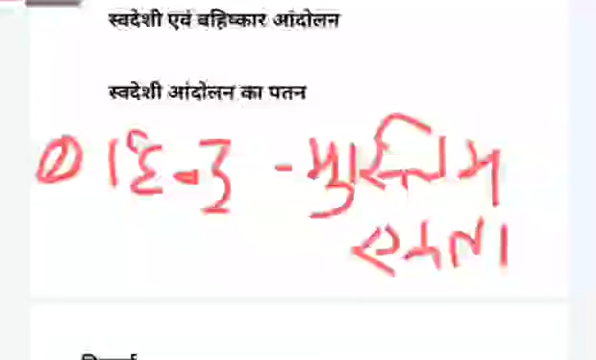 स्वदेशी एवं बहिष्कार आंदोलन
स्वदेशी आंदोलन का पतन
① हिन्दु - मुस्लिम
एकता